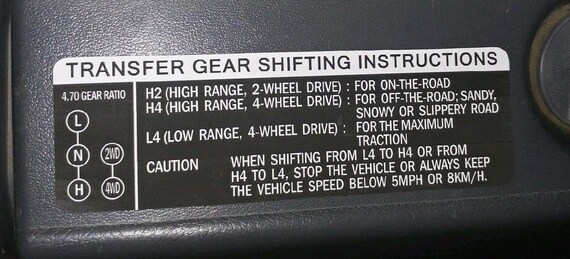 TRANSFER GEAR SHIFTING INSTRUCTIONS
4.70 GEAR RATIO
L
N 2WD
H 4WD
H2 (HIGH RANGE, 2-WHEEL DRIVE) : FOR ON-THE-ROAD
H4 (HIGH RANGE, 4-WHEEL DRIVE) : FOR OFF-THE-ROAD; SANDY,
SNOWY OR SLIPPERY ROAD
L4 (LOW RANGE, 4-WHEEL DRIVE) : FOR THE MAXIMUM
TRACTION
CAUTION WHEN SHIFTING FROM L4 TO H4 OR FROM
H4 TO L4, STOP THE VEHICLE OR ALWAYS KEEP
THE VEHICLE SPEED BELOW 5MPH OR 8KM/H.